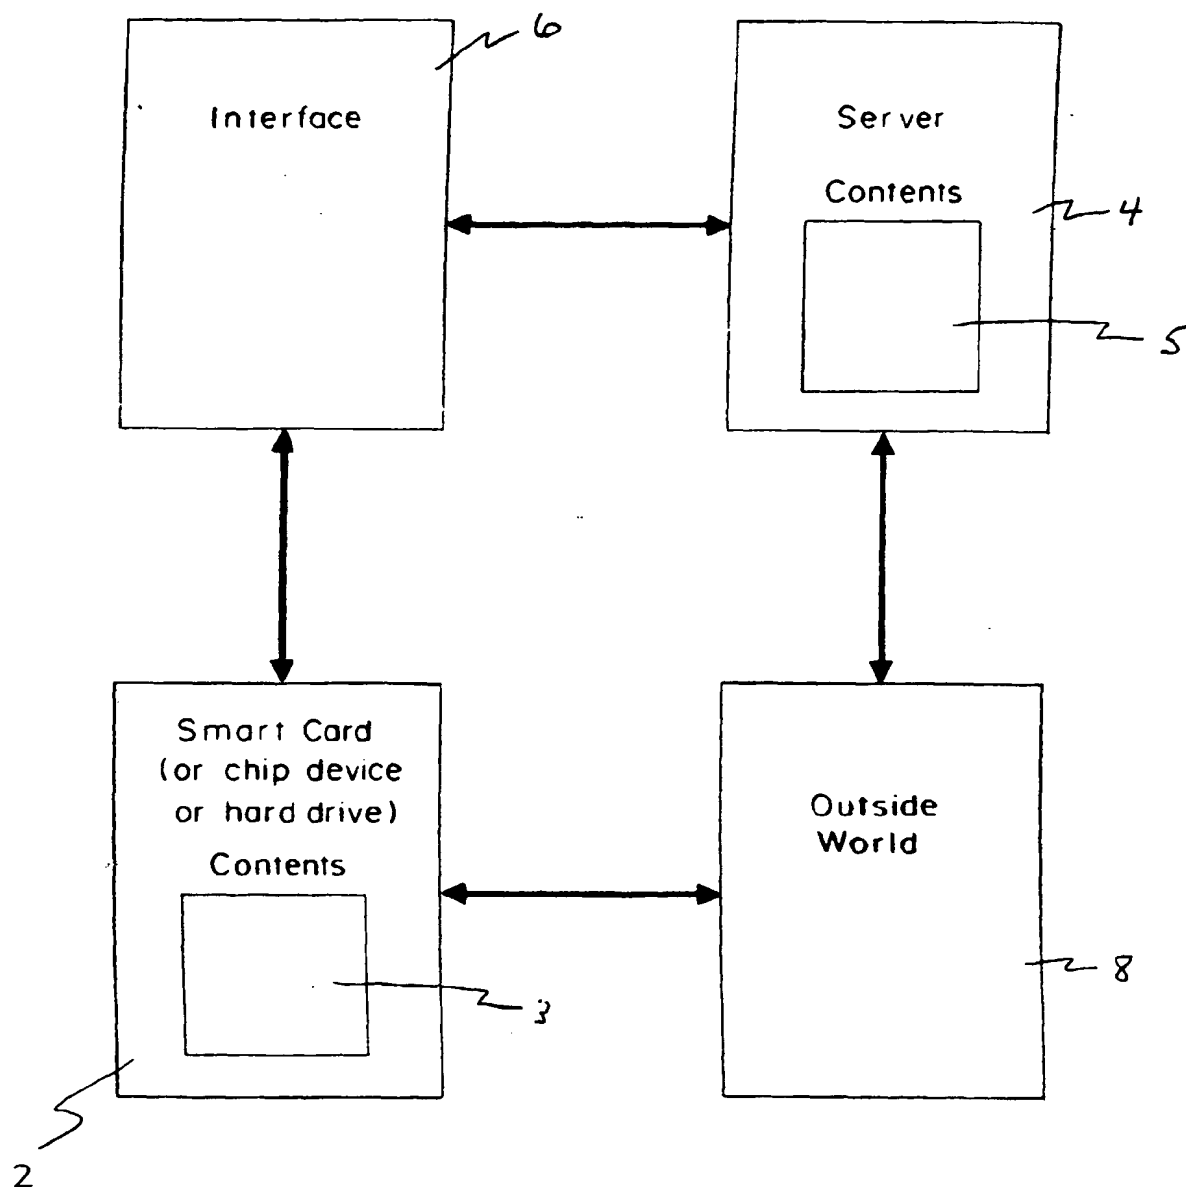 6
Interface
Server
Contents
4
5
Smart Card
(or chip device
or hard drive)
Contents
3
2
Outside
World
8